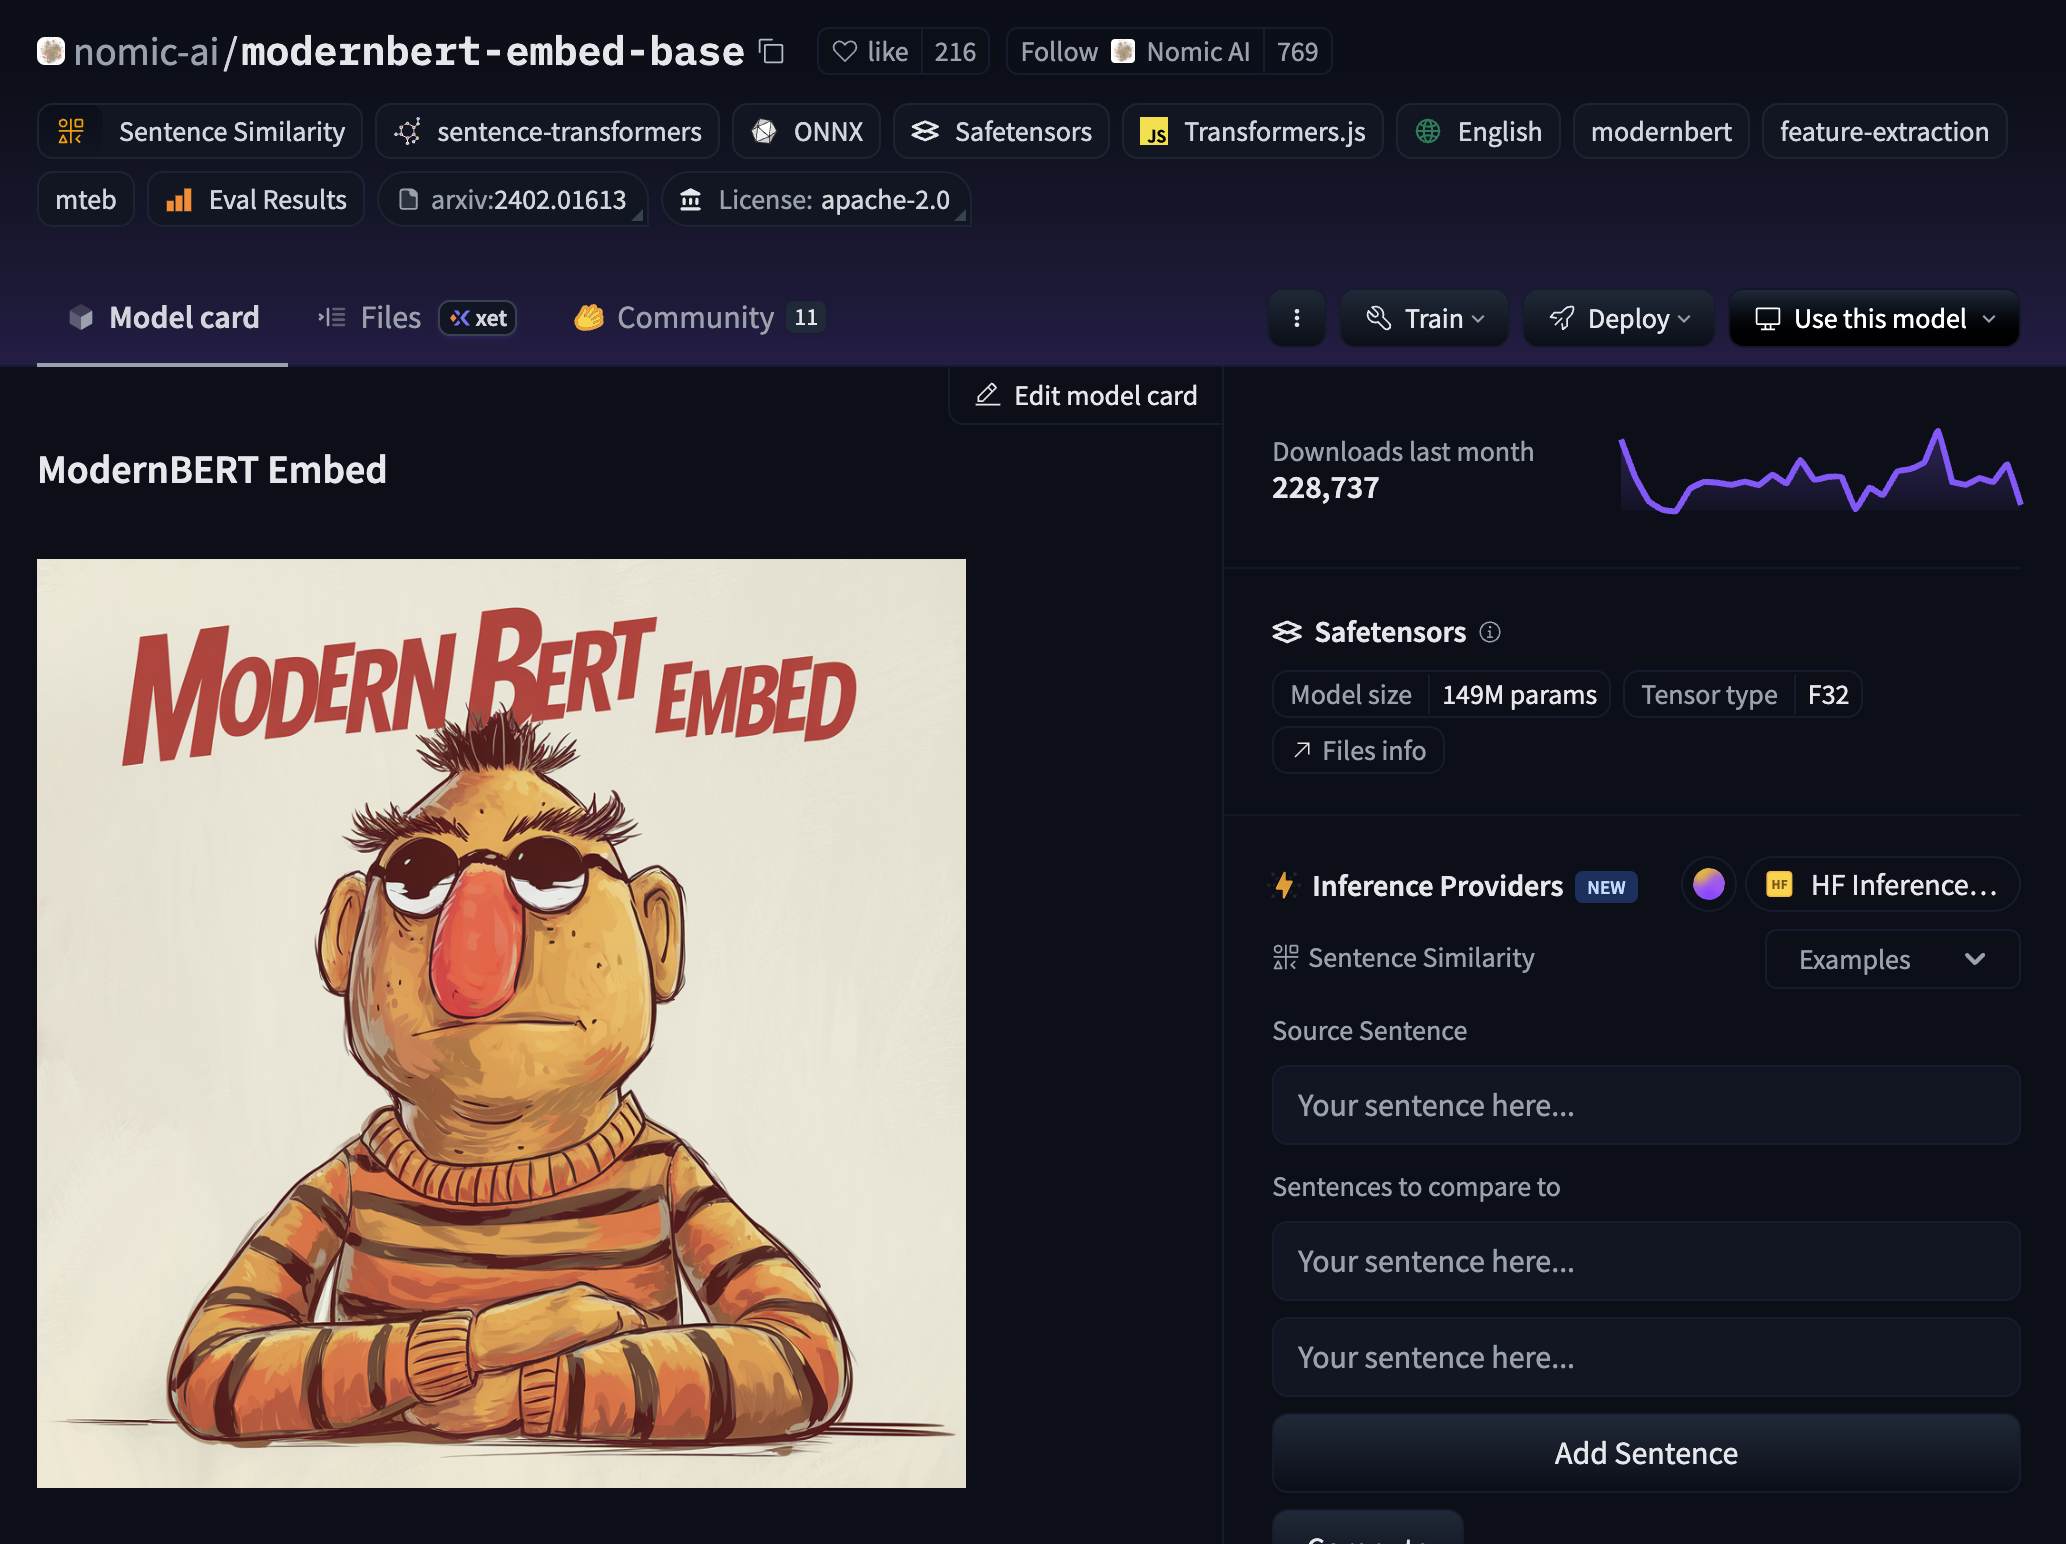 nomic-ai/modernbert-embed-base like 216 Follow Nomic AI 769
Sentence Similarity sentence-transformers ONNX Safetensors JS Transformers.js English modernbert feature-extraction
mteb Eval Results arxiv:2402.01613 License: apache-2.0
Model card Files xet Community 11 Train Deploy Use this model
Edit model card
ModernBERT Embed
MODERN BERT EMBED
Downloads last month
228,737
Safetensors
Model size 149M params Tensor type F32
Files info
Inference Providers NEW HF HF Inference…
Sentence Similarity Examples
Source Sentence
Your sentence here...
Sentences to compare to
Your sentence here...
Your sentence here...
Add Sentence